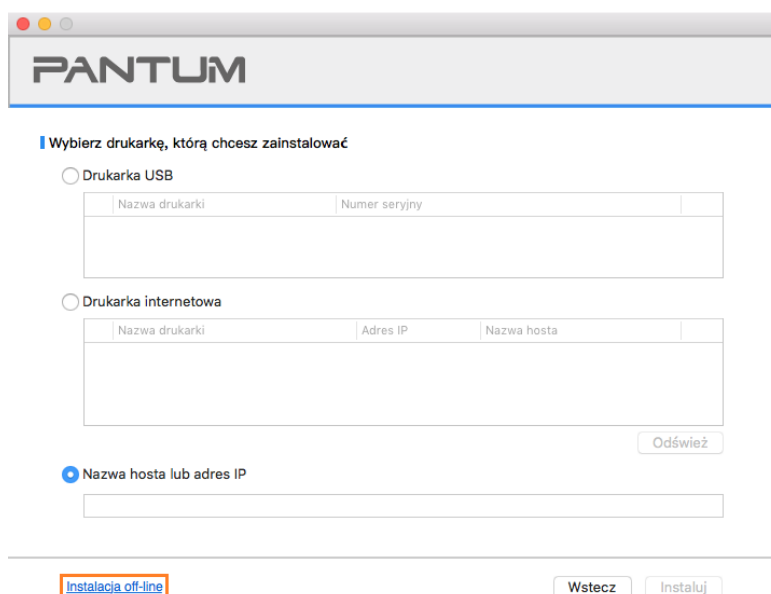 PANTUM
Wybierz drukarkę, którą chcesz zainstalować
Drukarka USB
Nazwa drukarki Numer seryjny
Drukarka internetowa
Nazwa drukarki Adres IP Nazwa hosta
Odśwież
Nazwa hosta lub adres IP
Instalacja off-line Wstecz Instaluj